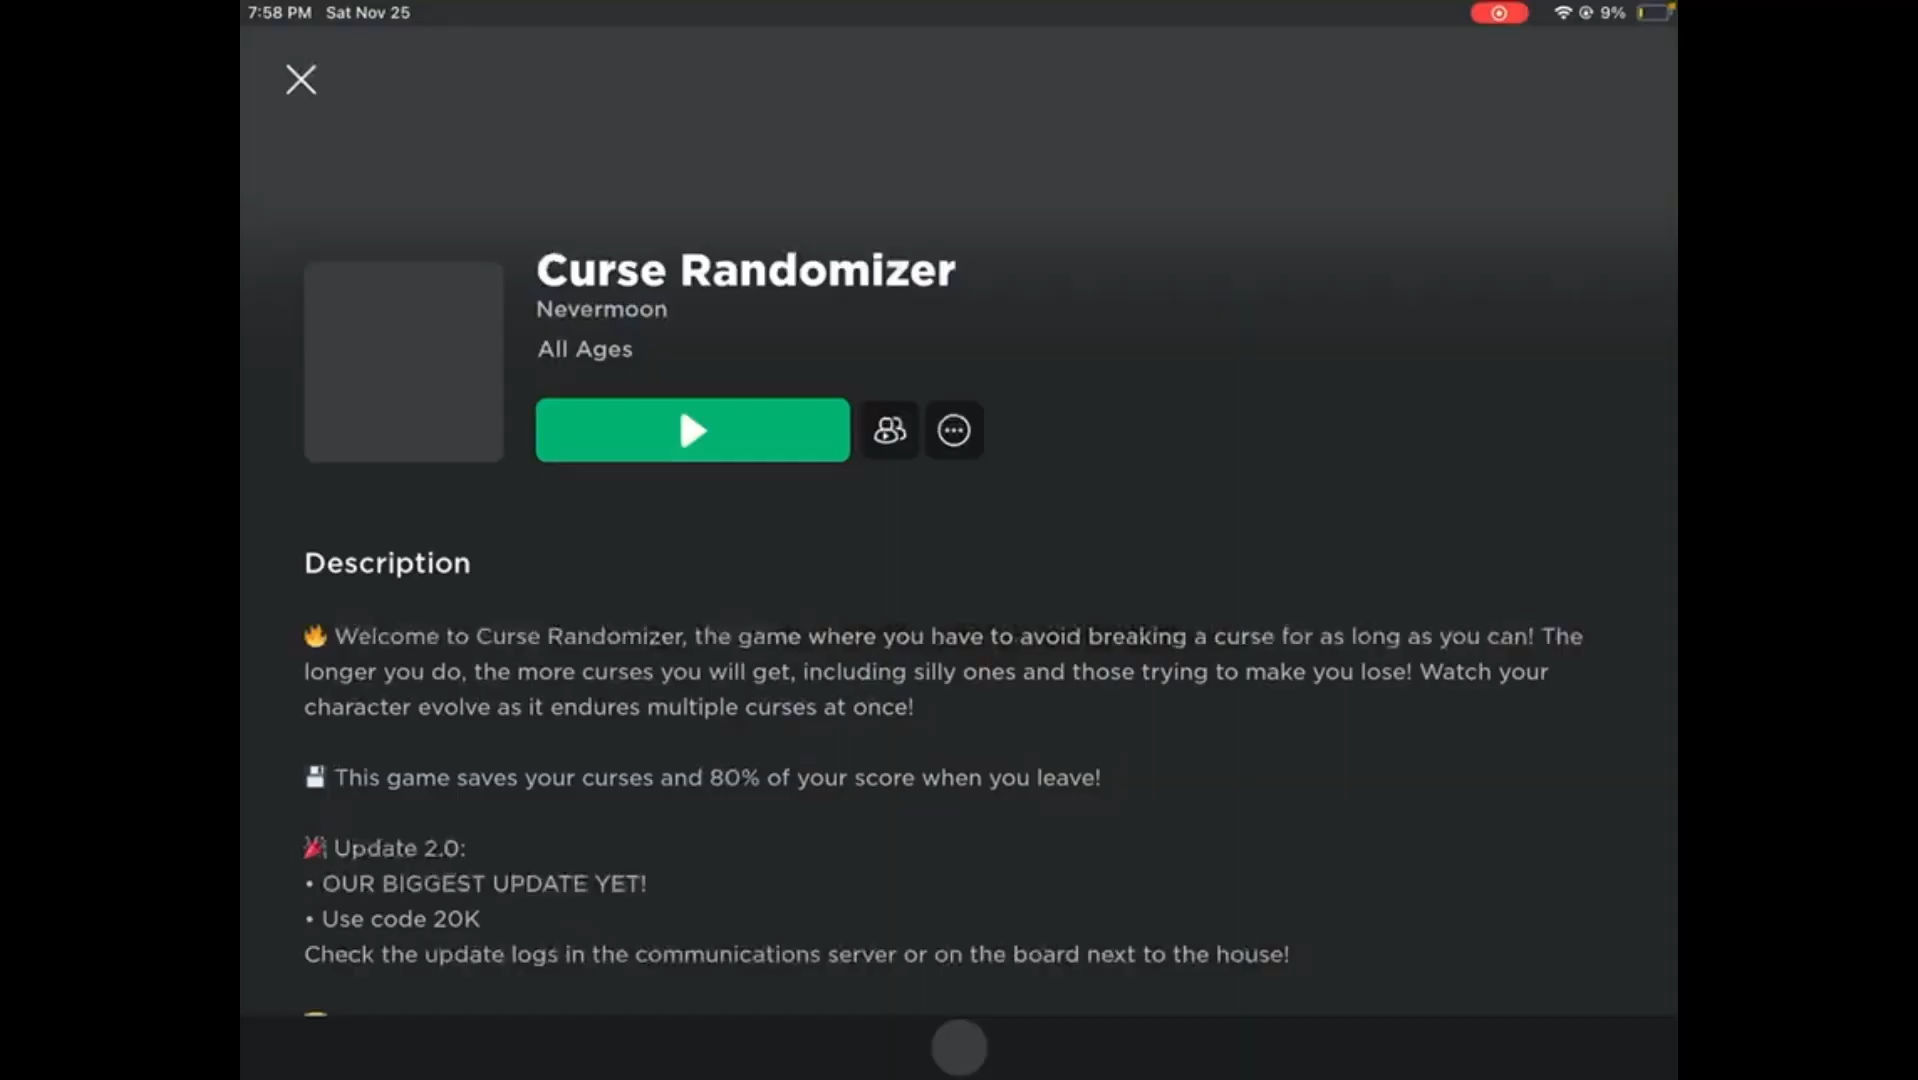 7:58 PM Sat Nov 25 9%
Curse Randomizer
Nevermoon
All Ages
Description
🔥 Welcome to Curse Randomizer, the game where you have to avoid breaking a curse for as long as you can! The
longer you do, the more curses you will get, including silly ones and those trying to make you lose! Watch your
character evolve as it endures multiple curses at once!
💾 This game saves your curses and 80% of your score when you leave!
🎉 Update 2.0:
• OUR BIGGEST UPDATE YET!
• Use code 20K
Check the update logs in the communications server or on the board next to the house!